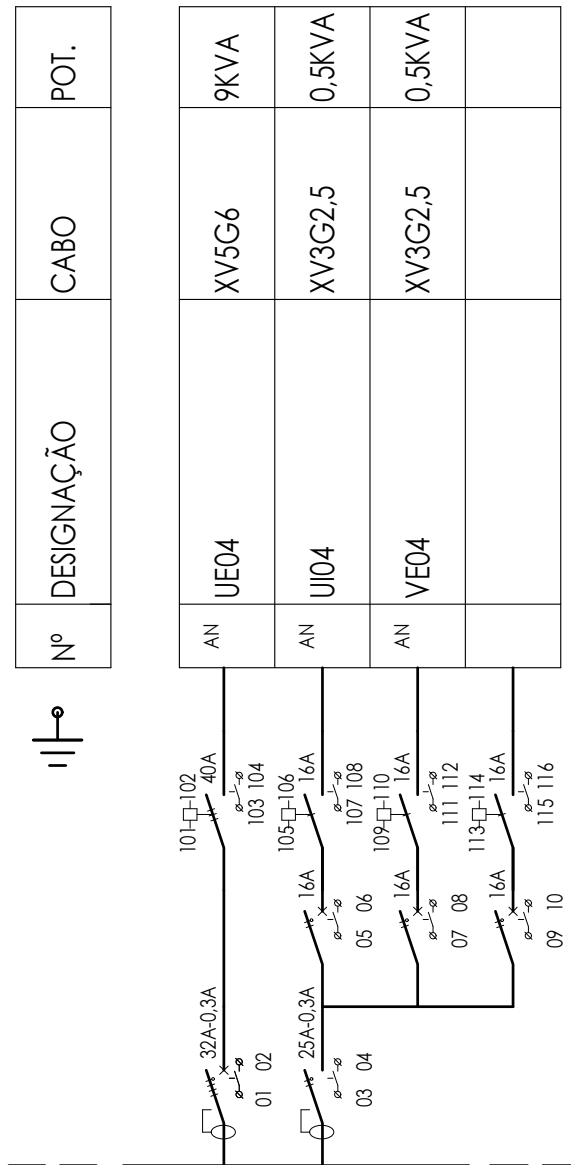 Nº DESIGNAÇÃO CABO POT.
101 102 40A
32A-0,3A
01 02
103 104
AN UE04 XV5G6 9KVA
105 106 16A
16A
25A-0,3A
03 04
05 06
107 108
AN UI04 XV3G2,5 0,5KVA
109 110 16A
16A
07 08
111 112
AN VE04 XV3G2,5 0,5KVA
113 114 16A
16A
09 10
115 116